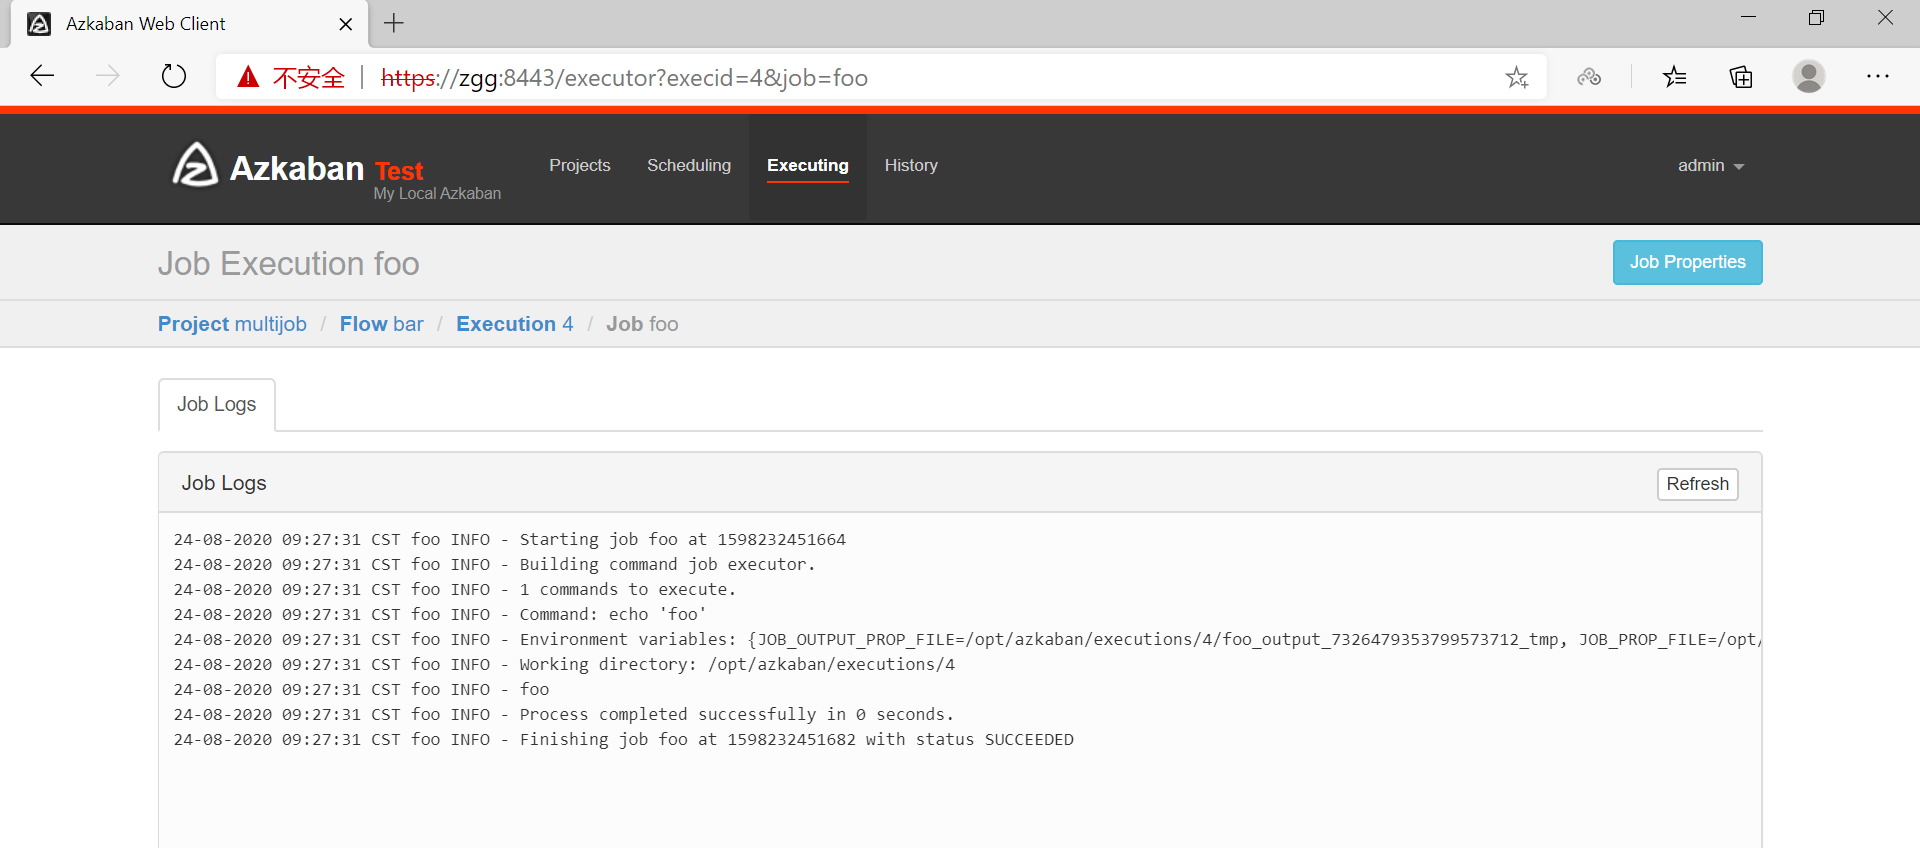 Azkaban Web Client
不安全 | https://zgg:8443/executor?execid=4&job=foo
Azkaban Test
My Local Azkaban
Projects Scheduling Executing History admin
Job Execution foo
Job Properties
Project multijob / Flow bar / Execution 4 / Job foo
Job Logs
Job Logs
Refresh
24-08-2020 09:27:31 CST foo INFO - Starting job foo at 1598232451664
24-08-2020 09:27:31 CST foo INFO - Building command job executor.
24-08-2020 09:27:31 CST foo INFO - 1 commands to execute.
24-08-2020 09:27:31 CST foo INFO - Command: echo 'foo'
24-08-2020 09:27:31 CST foo INFO - Environment variables: {JOB_OUTPUT_PROP_FILE=/opt/azkaban/executions/4/foo_output_7326479353799573712_tmp, JOB_PROP_FILE=/opt/
24-08-2020 09:27:31 CST foo INFO - Working directory: /opt/azkaban/executions/4
24-08-2020 09:27:31 CST foo INFO - foo
24-08-2020 09:27:31 CST foo INFO - Process completed successfully in 0 seconds.
24-08-2020 09:27:31 CST foo INFO - Finishing job foo at 1598232451682 with status SUCCEEDED